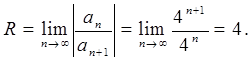 R = lim_{n→∞} |a_n / a_{n+1}| = lim_{n→∞} 4^{n+1} / 4^n = 4 .